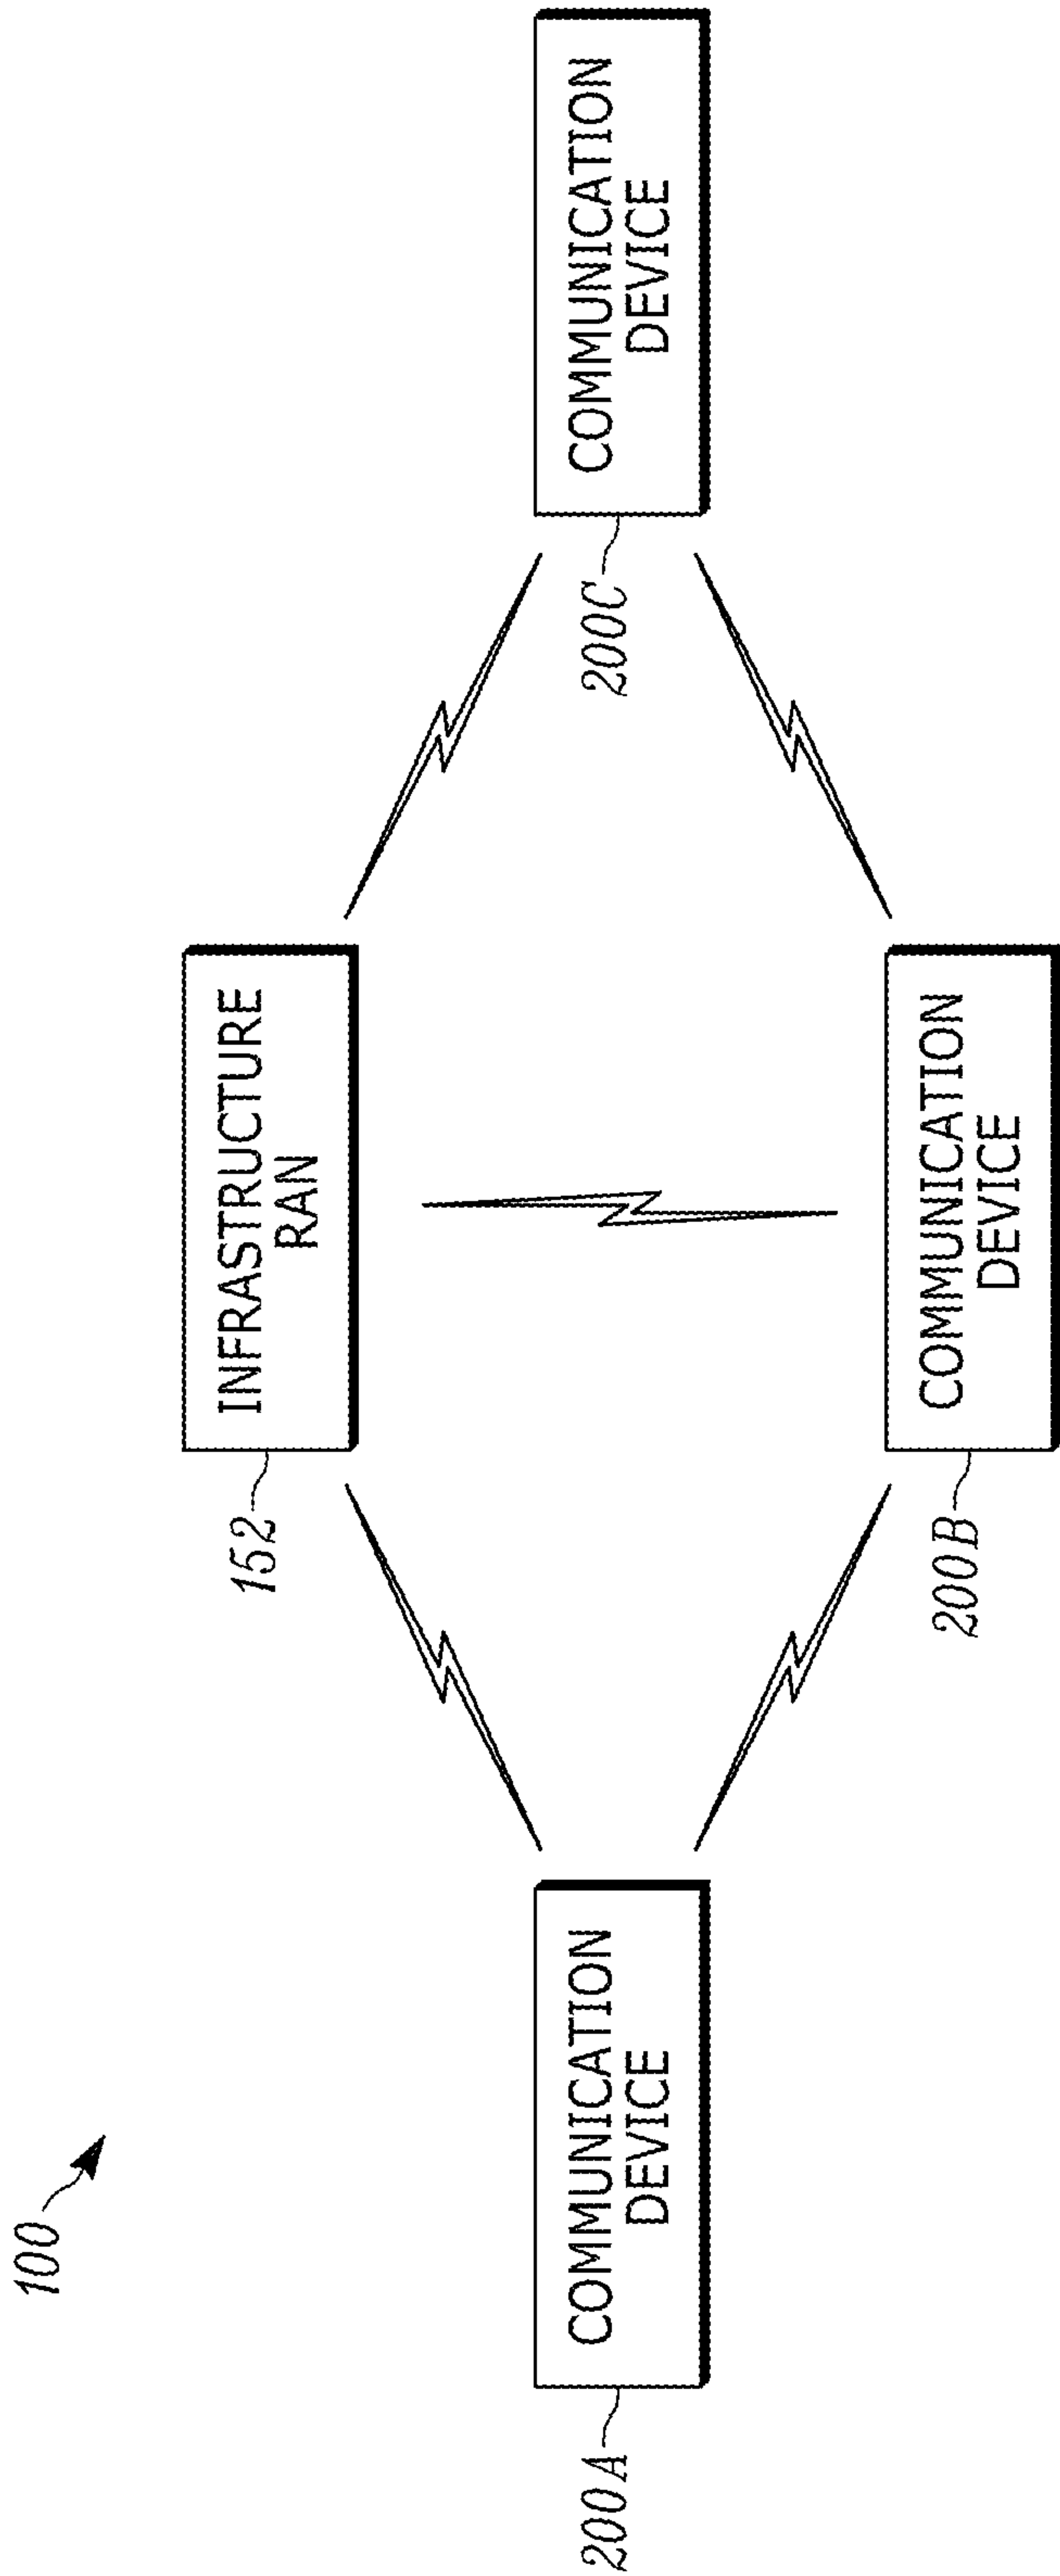 100
INFRASTRUCTURE
RAN
152
COMMUNICATION
DEVICE
200A
COMMUNICATION
DEVICE
200C
COMMUNICATION
DEVICE
200B